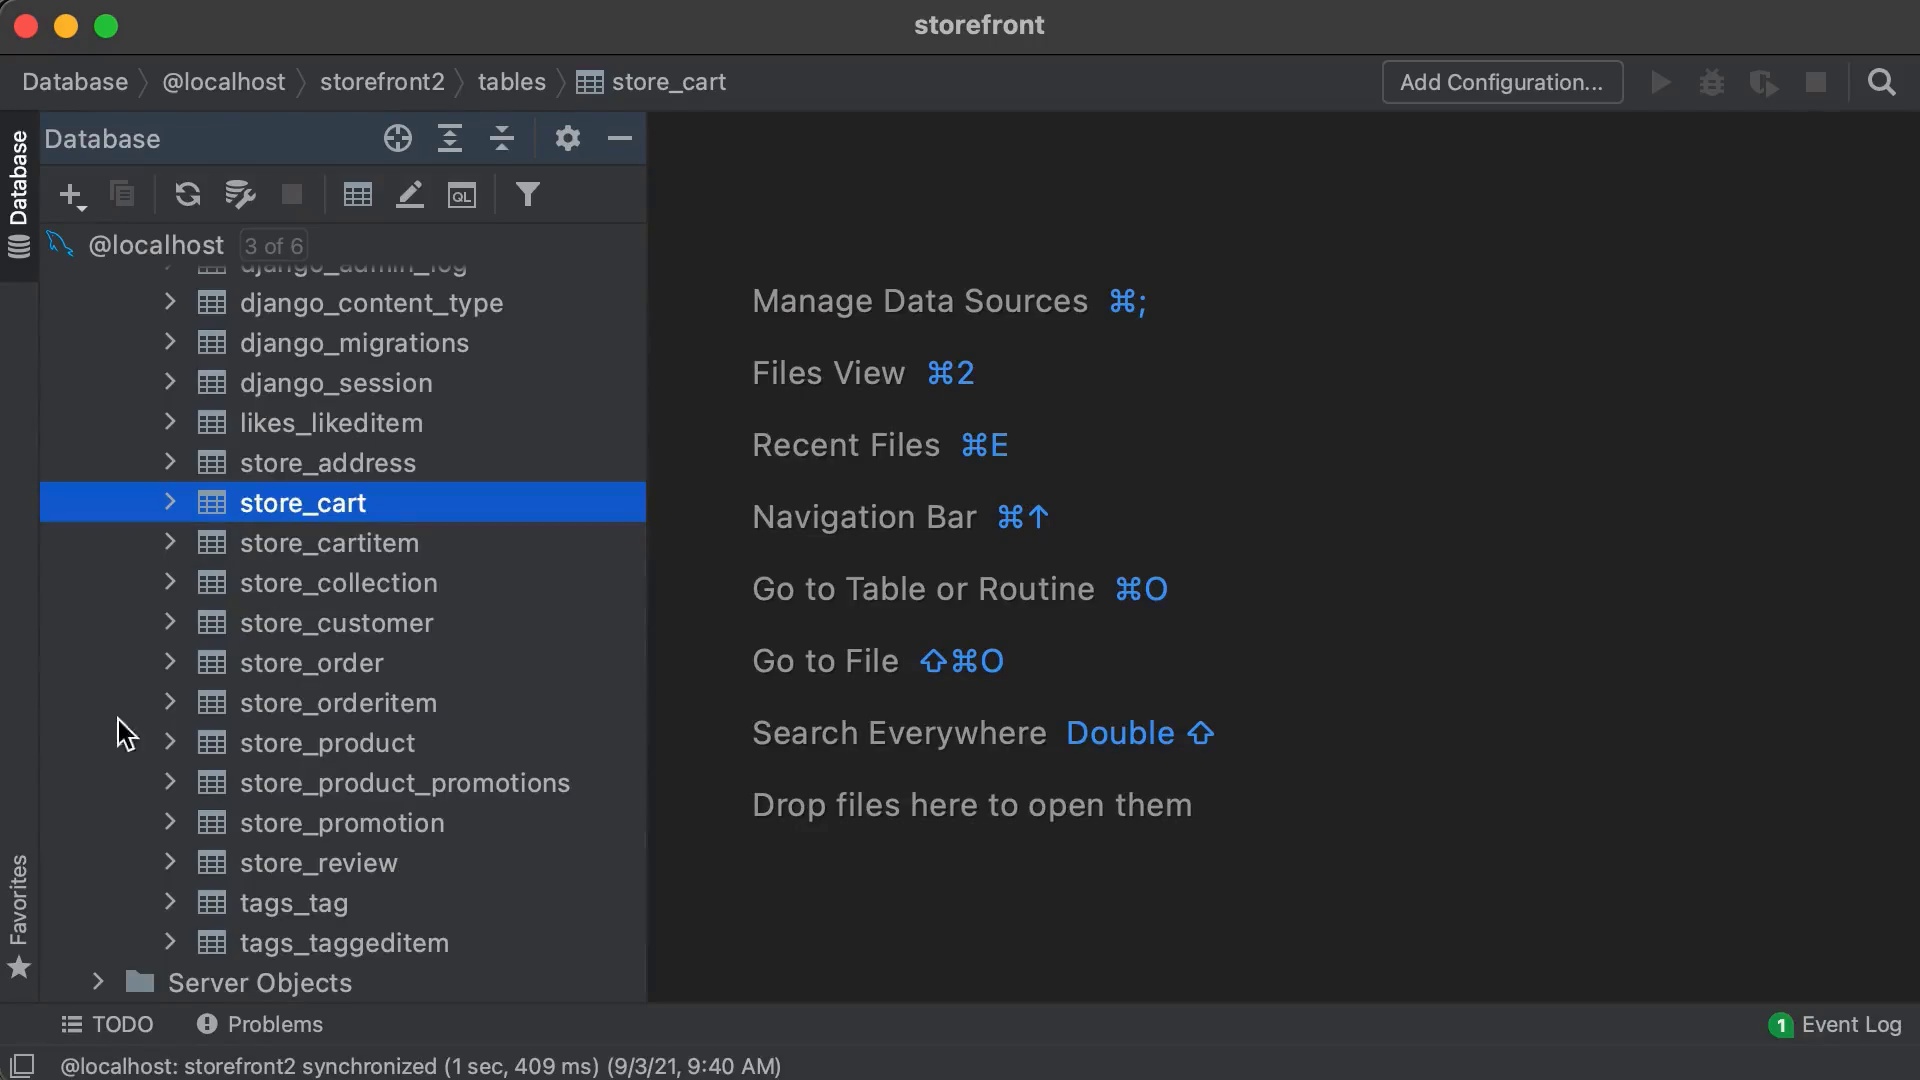 storefront
Database
@localhost
storefront2
tables
store_cart
Add Configuration...
Database
Database
QL
@localhost 3 of 6
django_admin_log
django_content_type
django_migrations
django_session
likes_likeditem
store_address
store_cart
store_cartitem
store_collection
store_customer
store_order
store_orderitem
store_product
store_product_promotions
store_promotion
store_review
tags_tag
tags_taggeditem
Server Objects
Favorites
Manage Data Sources ⌘;
Files View ⌘2
Recent Files ⌘E
Navigation Bar ⌘↑
Go to Table or Routine ⌘O
Go to File ⇧⌘O
Search Everywhere Double ⇧
Drop files here to open them
TODO
Problems
1 Event Log
@localhost: storefront2 synchronized (1 sec, 409 ms) (9/3/21, 9:40 AM)